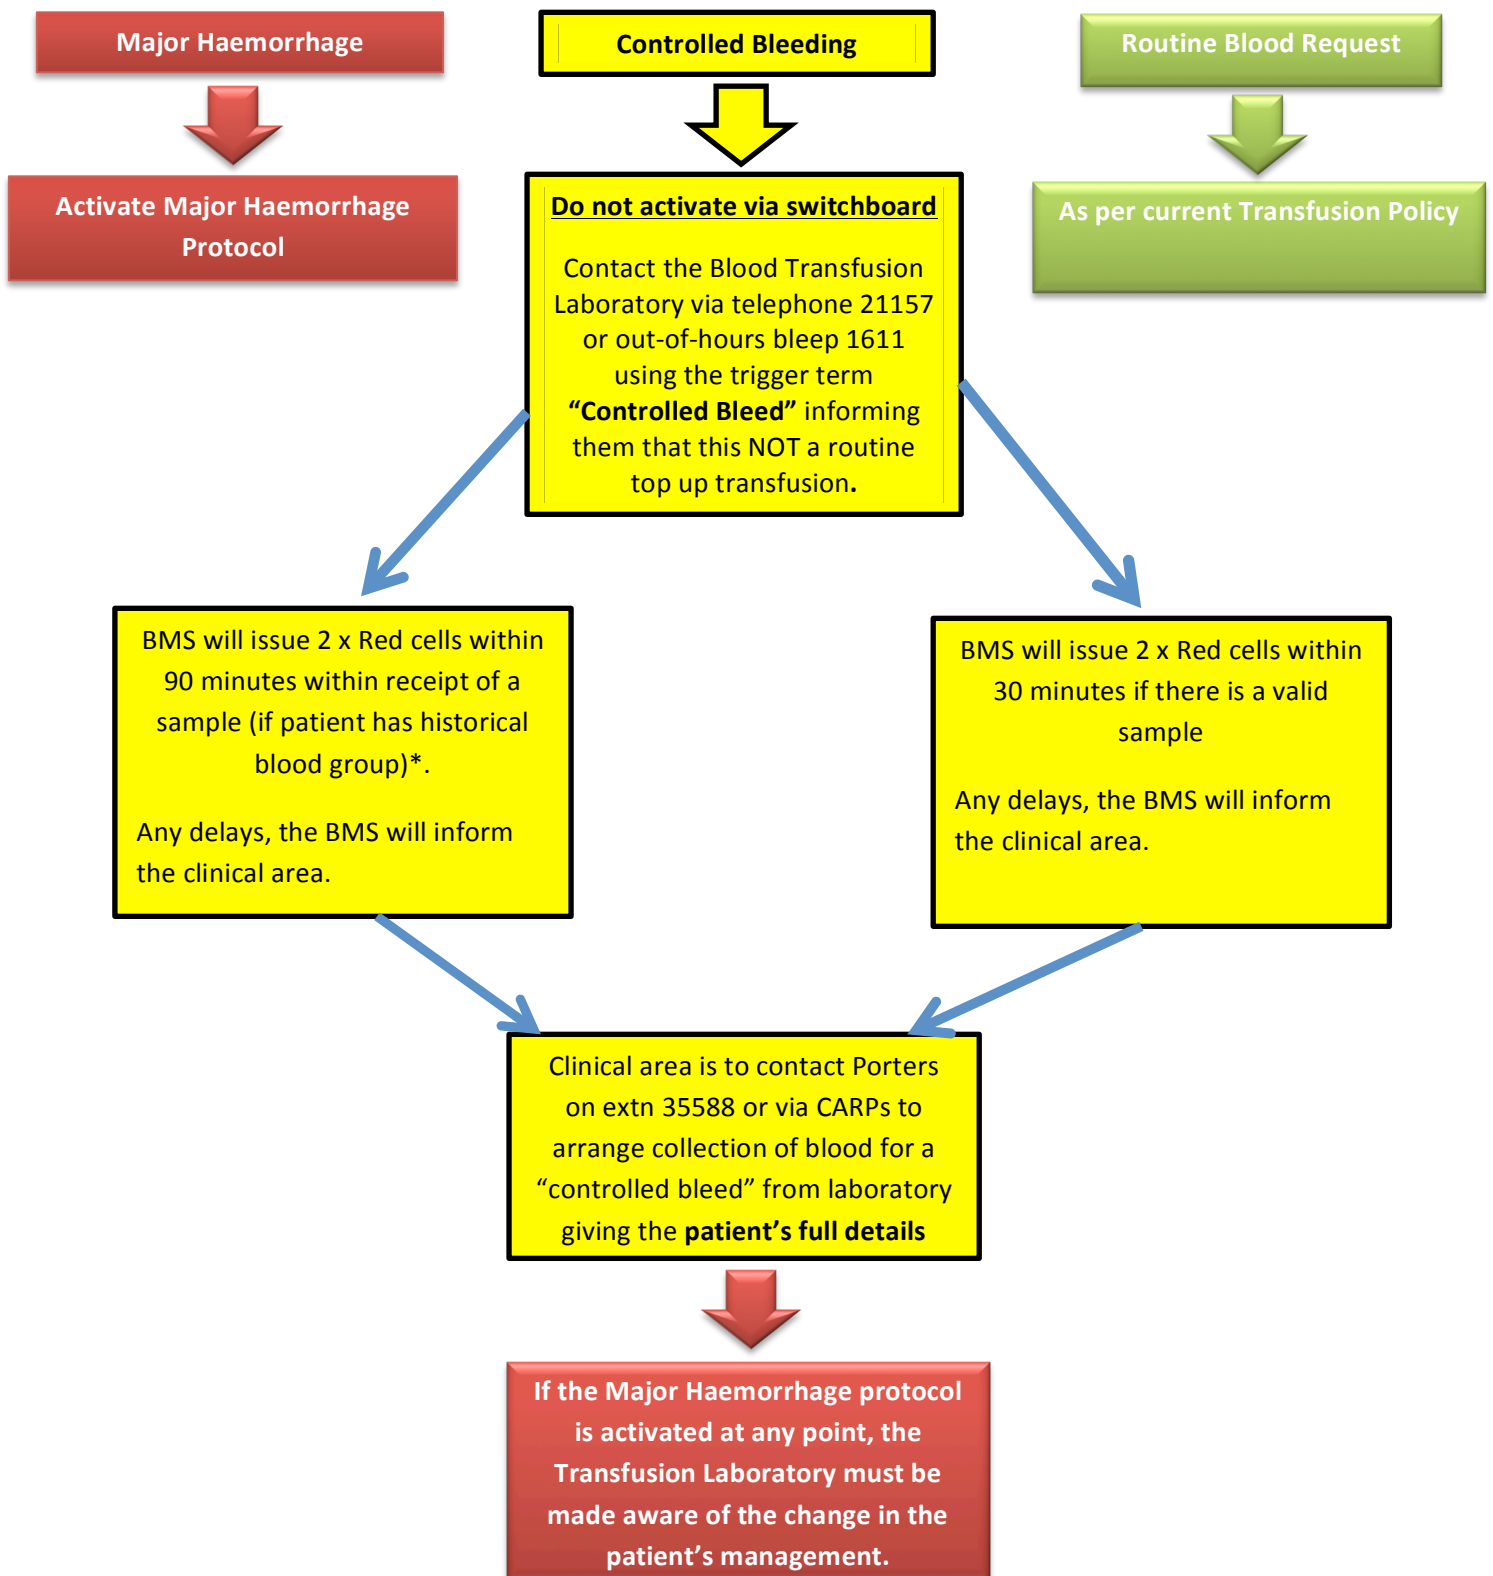 Major Haemorrhage
Controlled Bleeding
Routine Blood Request
Activate Major Haemorrhage
Protocol
Do not activate via switchboard
Contact the Blood Transfusion
Laboratory via telephone 21157
or out-of-hours bleep 1611
using the trigger term
“Controlled Bleed” informing
them that this NOT a routine
top up transfusion.
As per current Transfusion Policy
BMS will issue 2 x Red cells within
90 minutes within receipt of a
sample (if patient has historical
blood group)*.
Any delays, the BMS will inform
the clinical area.
BMS will issue 2 x Red cells within
30 minutes if there is a valid
sample
Any delays, the BMS will inform
the clinical area.
Clinical area is to contact Porters
on extn 35588 or via CARPs to
arrange collection of blood for a
“controlled bleed” from laboratory
giving the patient’s full details
If the Major Haemorrhage protocol
is activated at any point, the
Transfusion Laboratory must be
made aware of the change in the
patient’s management.